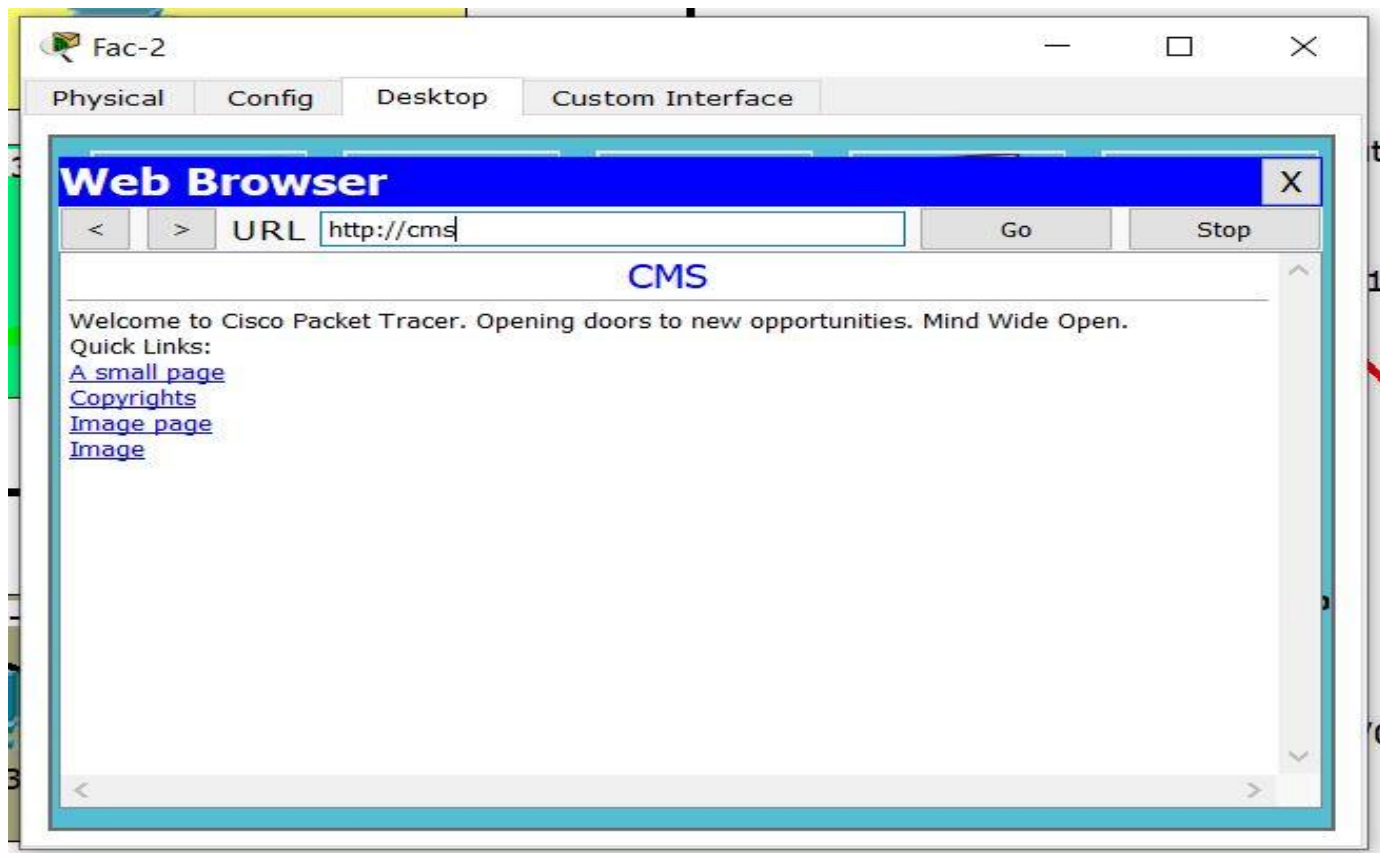 Fac-2
Physical Config Desktop Custom Interface
Web Browser X
< > URL http://cms Go Stop
CMS
Welcome to Cisco Packet Tracer. Opening doors to new opportunities. Mind Wide Open.
Quick Links:
A small page
Copyrights
Image page
Image